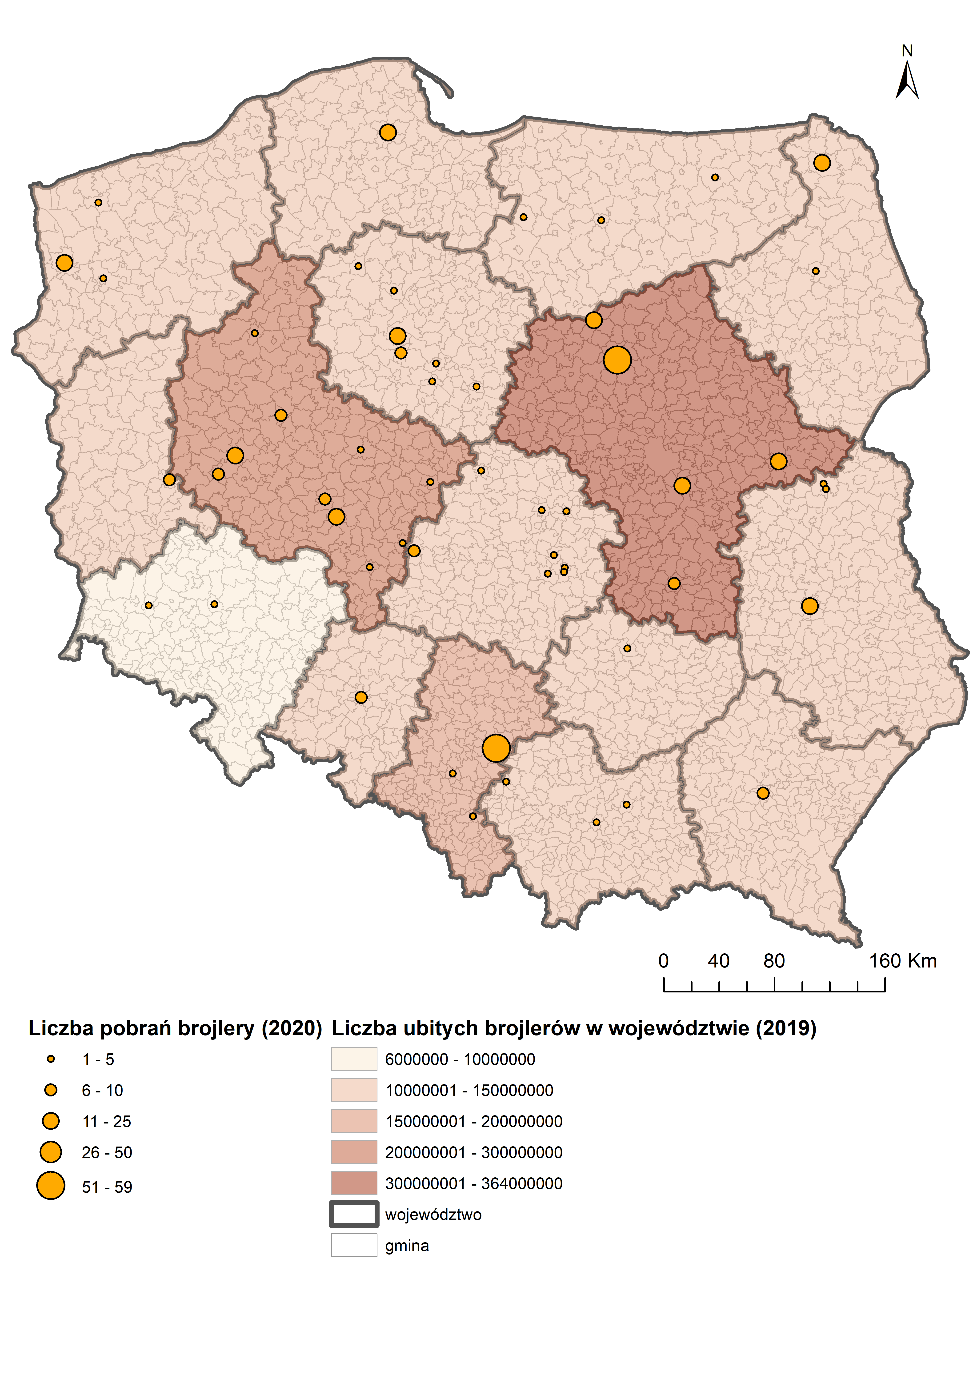 N
0 40 80 160 Km
Liczba pobrań brojlery (2020)
1 - 5
6 - 10
11 - 25
26 - 50
51 - 59
Liczba ubitych brojlerów w województwie (2019)
6000000 - 10000000
10000001 - 150000000
150000001 - 200000000
200000001 - 300000000
300000001 - 364000000
województwo
gmina